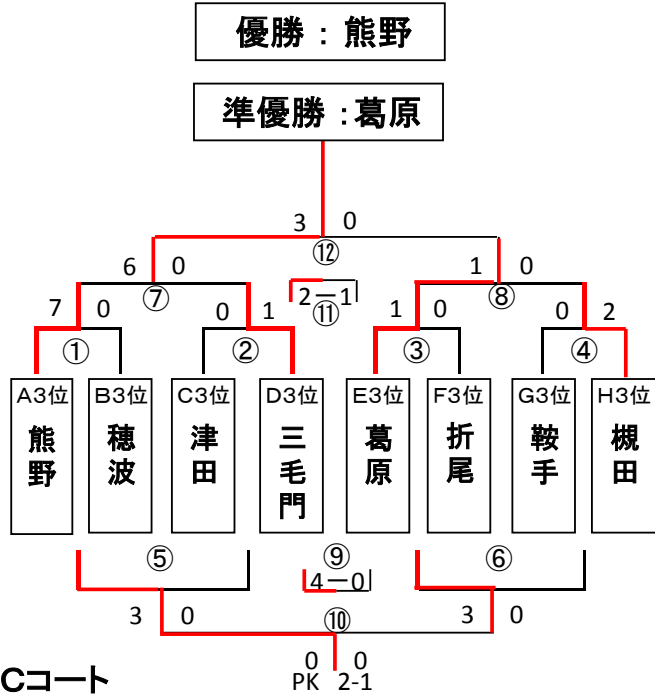 優勝：熊野
準優勝：葛原
3 0
⑫
6 0 1 0
⑦ 2－1 ⑧
⑪
7 0 0 1 1 0 0 2
① ② ③ ④
A3位 B3位 C3位 D3位 E3位 F3位 G3位 H3位
熊野 穂波 津田 三毛門 葛原 折尾 鞍手 槻田
⑤ ⑨ ⑥
4－0
3 0 ⑩ 3 0
0 0
Cコート PK 2-1